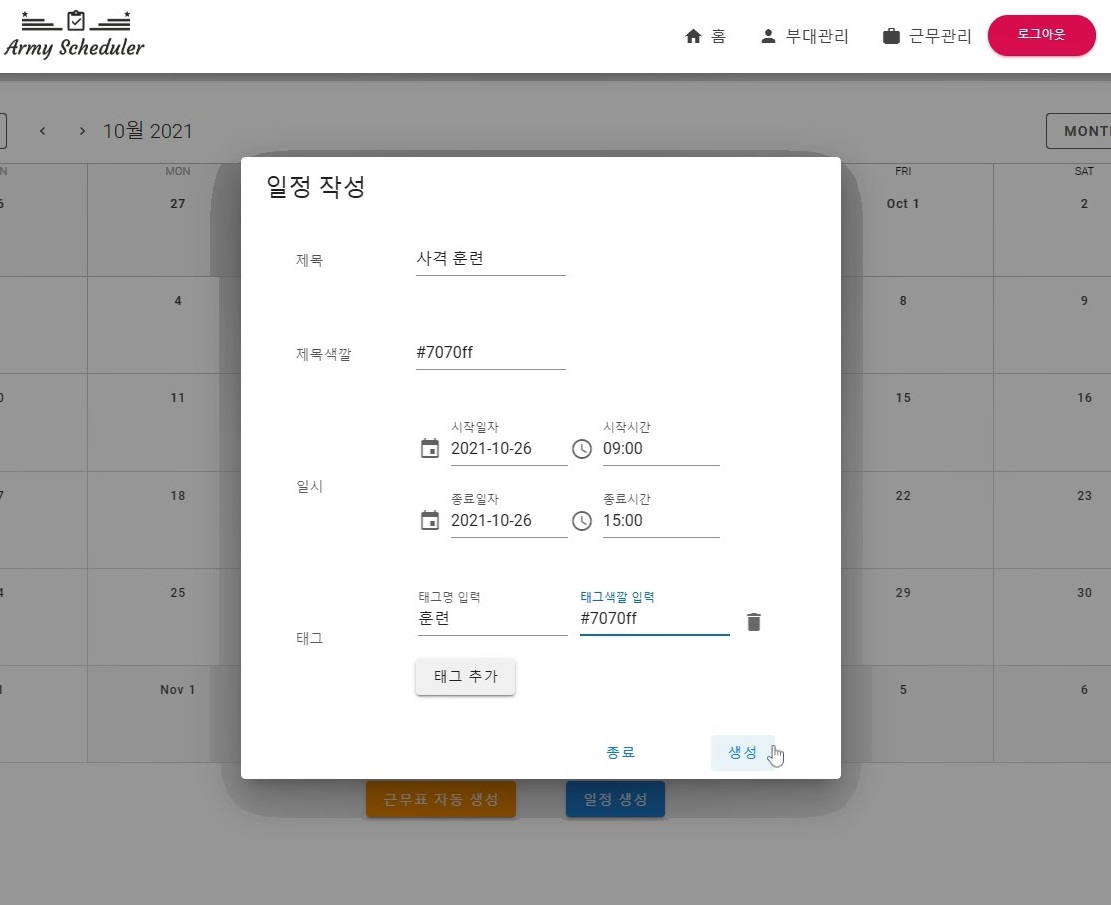 Army Scheduler
홈
부대관리
근무관리
로그아웃
10월 2021
MON
FRI
SAT
27
Oct 1
2
4
8
9
11
15
16
18
22
23
25
29
30
Nov 1
5
6
일정 작성
제목
사격 훈련
제목색깔
#7070ff
일시
시작일자
2021-10-26
시작시간
09:00
종료일자
2021-10-26
종료시간
15:00
태그
태그명 입력
훈련
태그색깔 입력
#7070ff
태그 추가
종료
생성
근무표 자동 생성
일정 생성